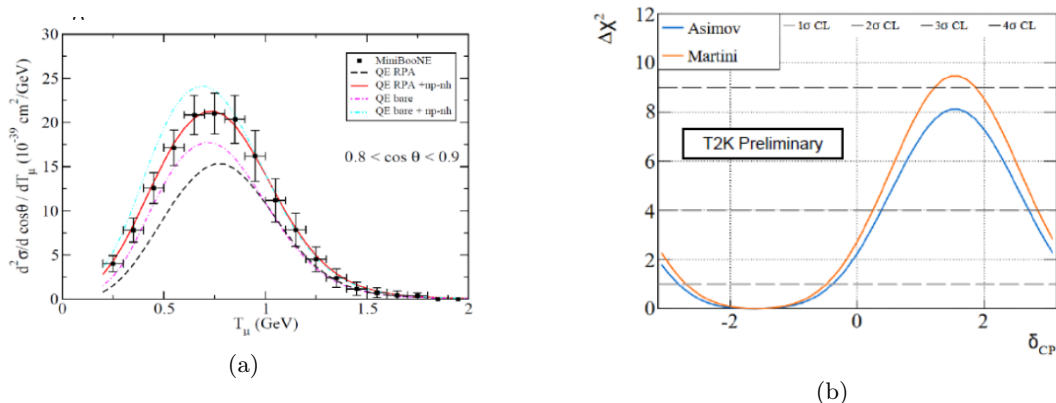 d²σ/d cosθ / dTμ (10⁻³⁹ cm²/GeV)
30
25
20
15
10
5
0
0
0.5
1
1.5
2
Tμ (GeV)
MiniBooNE
QE RPA
QE RPA +np-nh
QE bare
QE bare + np-nh
0.8 < cos θ < 0.9
(a)
Δχ²
12
10
8
6
4
2
0
Asimov
Martini
1σ CL
2σ CL
3σ CL
4σ CL
T2K Preliminary
-2
0
2
δCP
(b)